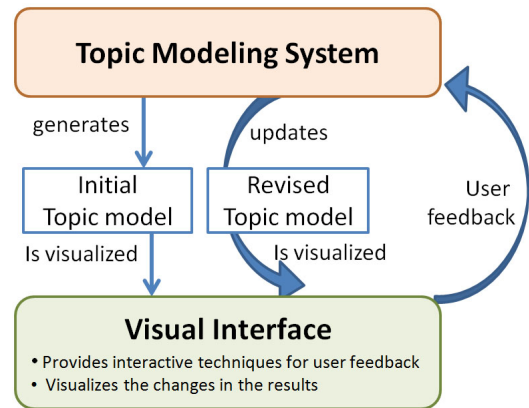 Topic Modeling System
generates
updates
Initial
Topic model
Revised
Topic model
User
feedback
Is visualized
Is visualized
Visual Interface
• Provides interactive techniques for user feedback
• Visualizes the changes in the results